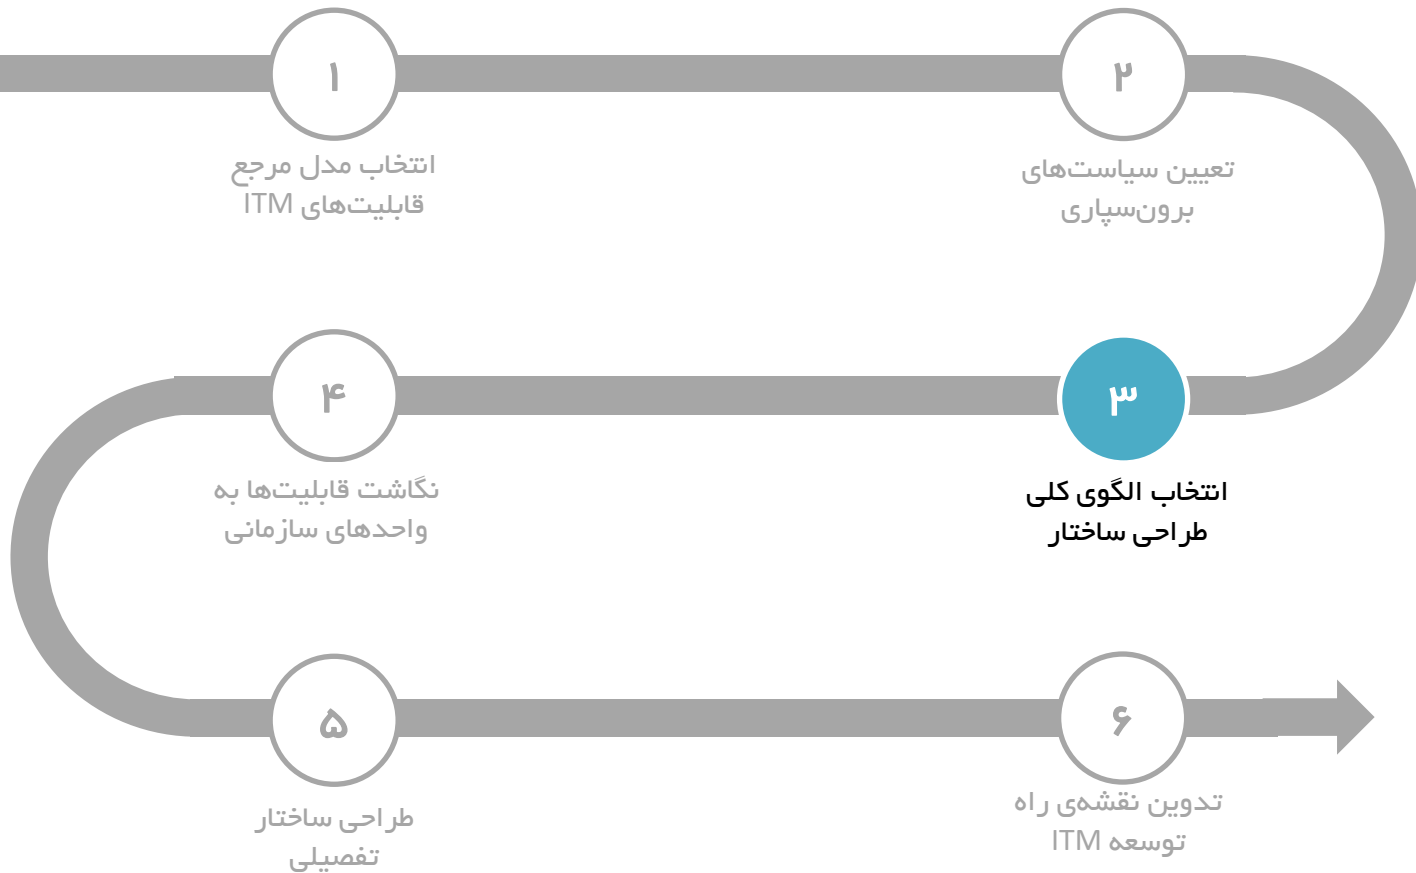 ۱
انتخاب مدل مرجع
قابلیت‌های ITM
۲
تعیین سیاست‌های
برون‌سپاری
۳
انتخاب الگوی کلی
طراحی ساختار
۴
نگاشت قابلیت‌ها به
واحدهای سازمانی
۵
طراحی ساختار
تفصیلی
۶
تدوین نقشه‌ی راه
توسعه ITM